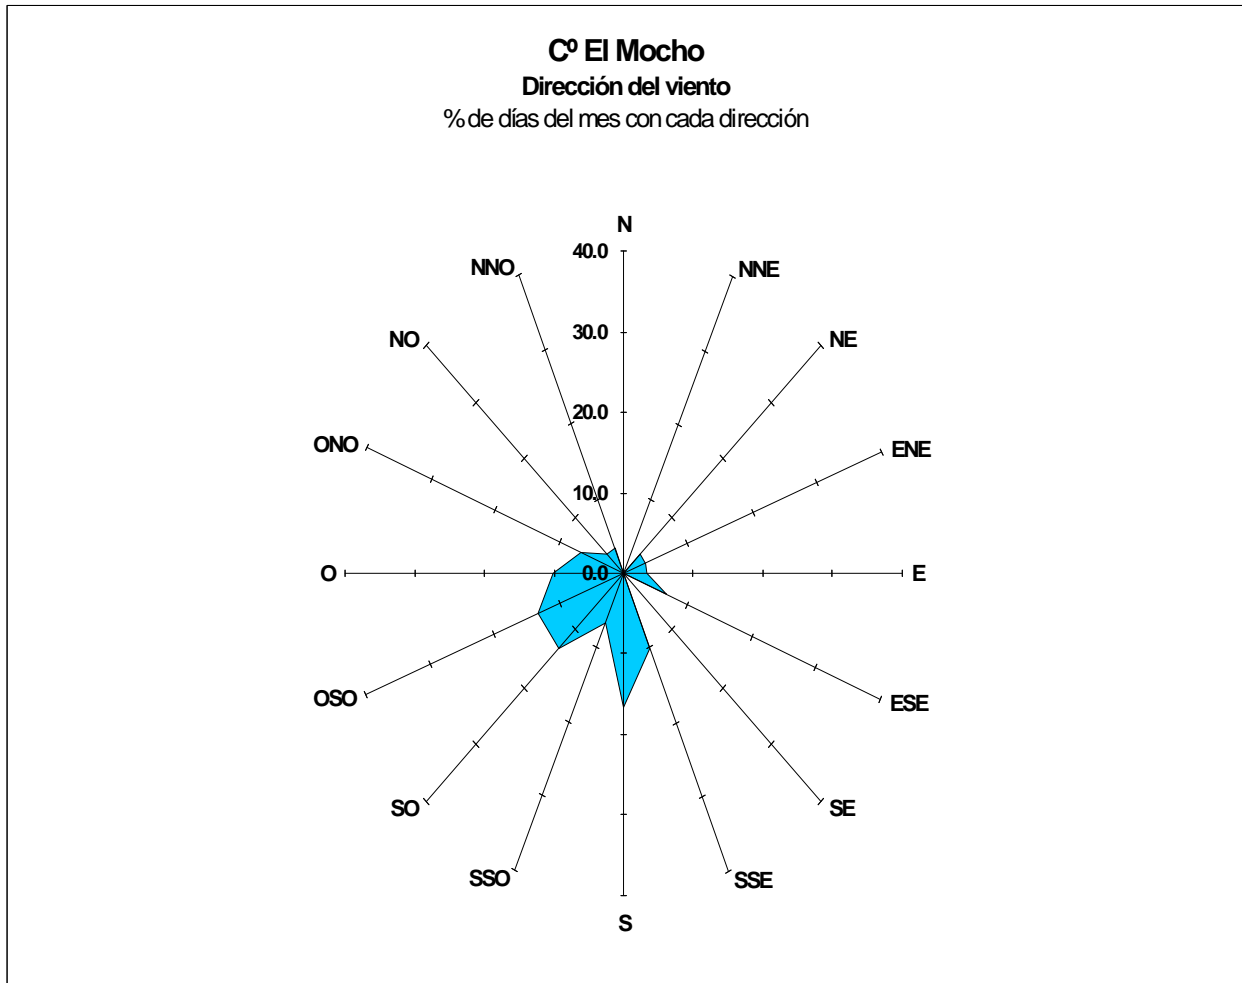 Cº El Mocho
Dirección del viento
% de días del mes con cada dirección
N
40.0
NNO
NNE
30.0
NO
NE
20.0
ONO
ENE
10.0
O
0.0
E
OSO
ESE
SO
SE
SSO
SSE
S